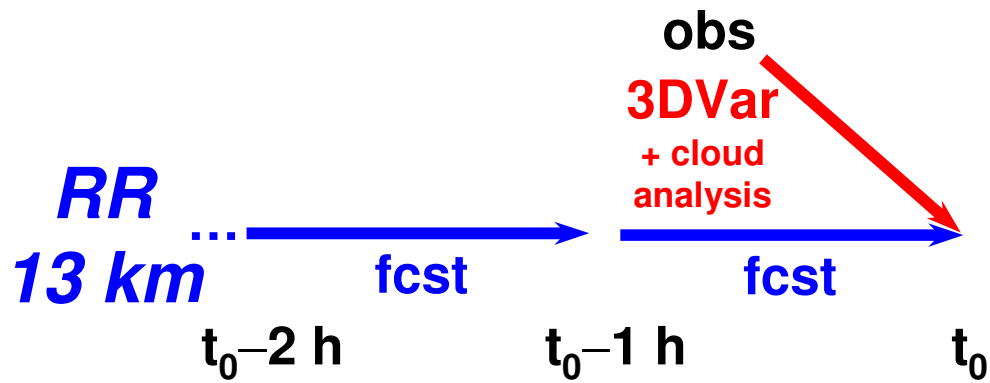 obs
3DVar
+ cloud
analysis
RR
...
13 km
fcst
fcst
t₀–2 h
t₀–1 h
t₀